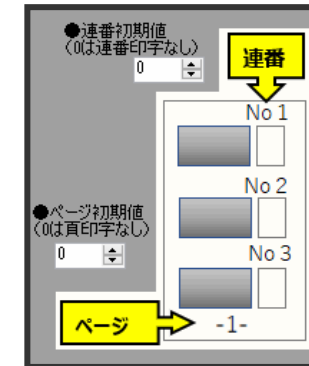 ●連番初期値
(0は連番印字なし)
0
連番
No 1
No 2
●ページ初期値
(0は頁印字なし)
0
No 3
ページ
-1-